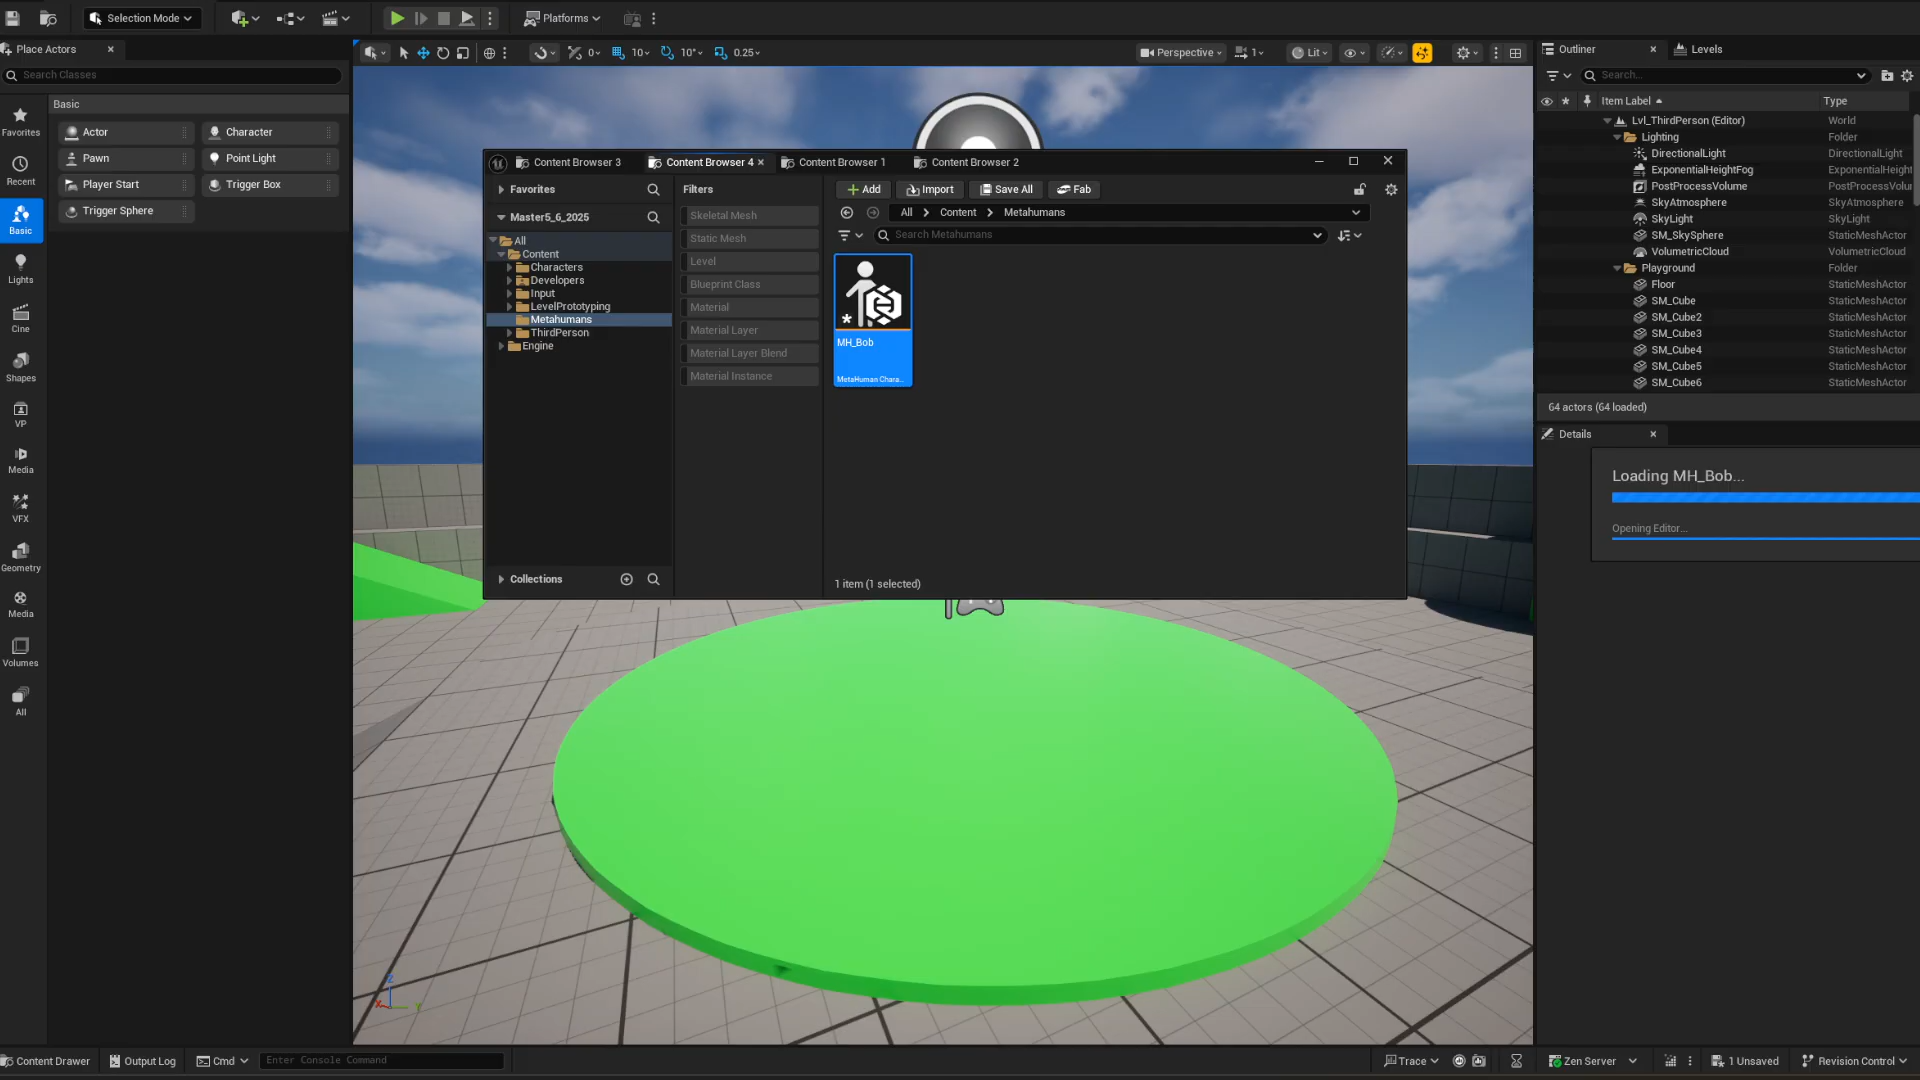 Selection Mode
Platforms
Place Actors
Search Classes
Basic
Actor
Character
Pawn
Point Light
Player Start
Trigger Box
Trigger Sphere
Favorites
Recent
Basic
Lights
Cine
Shapes
VP
Media
VFX
Geometry
Media
Volumes
All
0
10
10°
0.25
Perspective
1
Lit
Content Browser 3
Content Browser 4
Content Browser 1
Content Browser 2
Favorites
Master5_6_2025
All
Content
Characters
Developers
Input
LevelPrototyping
Metahumans
ThirdPerson
Engine
Collections
Filters
Skeletal Mesh
Static Mesh
Level
Blueprint Class
Material
Material Layer
Material Layer Blend
Material Instance
Add
Import
Save All
Fab
All
Content
Metahumans
Search Metahumans
MH_Bob
MetaHuman Chara...
1 item (1 selected)
Outliner
Levels
Search...
Item Label
Type
Lvl_ThirdPerson (Editor)
World
Lighting
Folder
DirectionalLight
DirectionalLight
ExponentialHeightFog
ExponentialHeight
PostProcessVolume
PostProcessVolu
SkyAtmosphere
SkyAtmosphere
SkyLight
SkyLight
SM_SkySphere
StaticMeshActor
VolumetricCloud
VolumetricCloud
Playground
Folder
Floor
StaticMeshActor
SM_Cube
StaticMeshActor
SM_Cube2
StaticMeshActor
SM_Cube3
StaticMeshActor
SM_Cube4
StaticMeshActor
SM_Cube5
StaticMeshActor
SM_Cube6
StaticMeshActor
64 actors (64 loaded)
Details
Loading MH_Bob...
Opening Editor...
Z
X
Y
Content Drawer
Output Log
Cmd
Enter Console Command
Trace
Zen Server
1 Unsaved
Revision Control